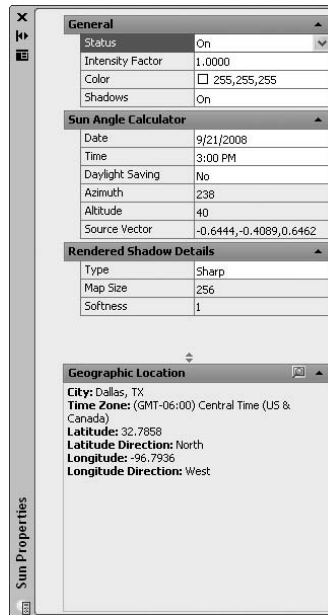 General
Status On
Intensity Factor 1.0000
Color 255,255,255
Shadows On
Sun Angle Calculator
Date 9/21/2008
Time 3:00 PM
Daylight Saving No
Azimuth 238
Altitude 40
Source Vector -0.6444,-0.4089,0.6462
Rendered Shadow Details
Type Sharp
Map Size 256
Softness 1
Geographic Location
City: Dallas, TX
Time Zone: (GMT-06:00) Central Time (US &
Canada)
Latitude: 32.7858
Latitude Direction: North
Longitude: -96.7936
Longitude Direction: West
Sun Properties